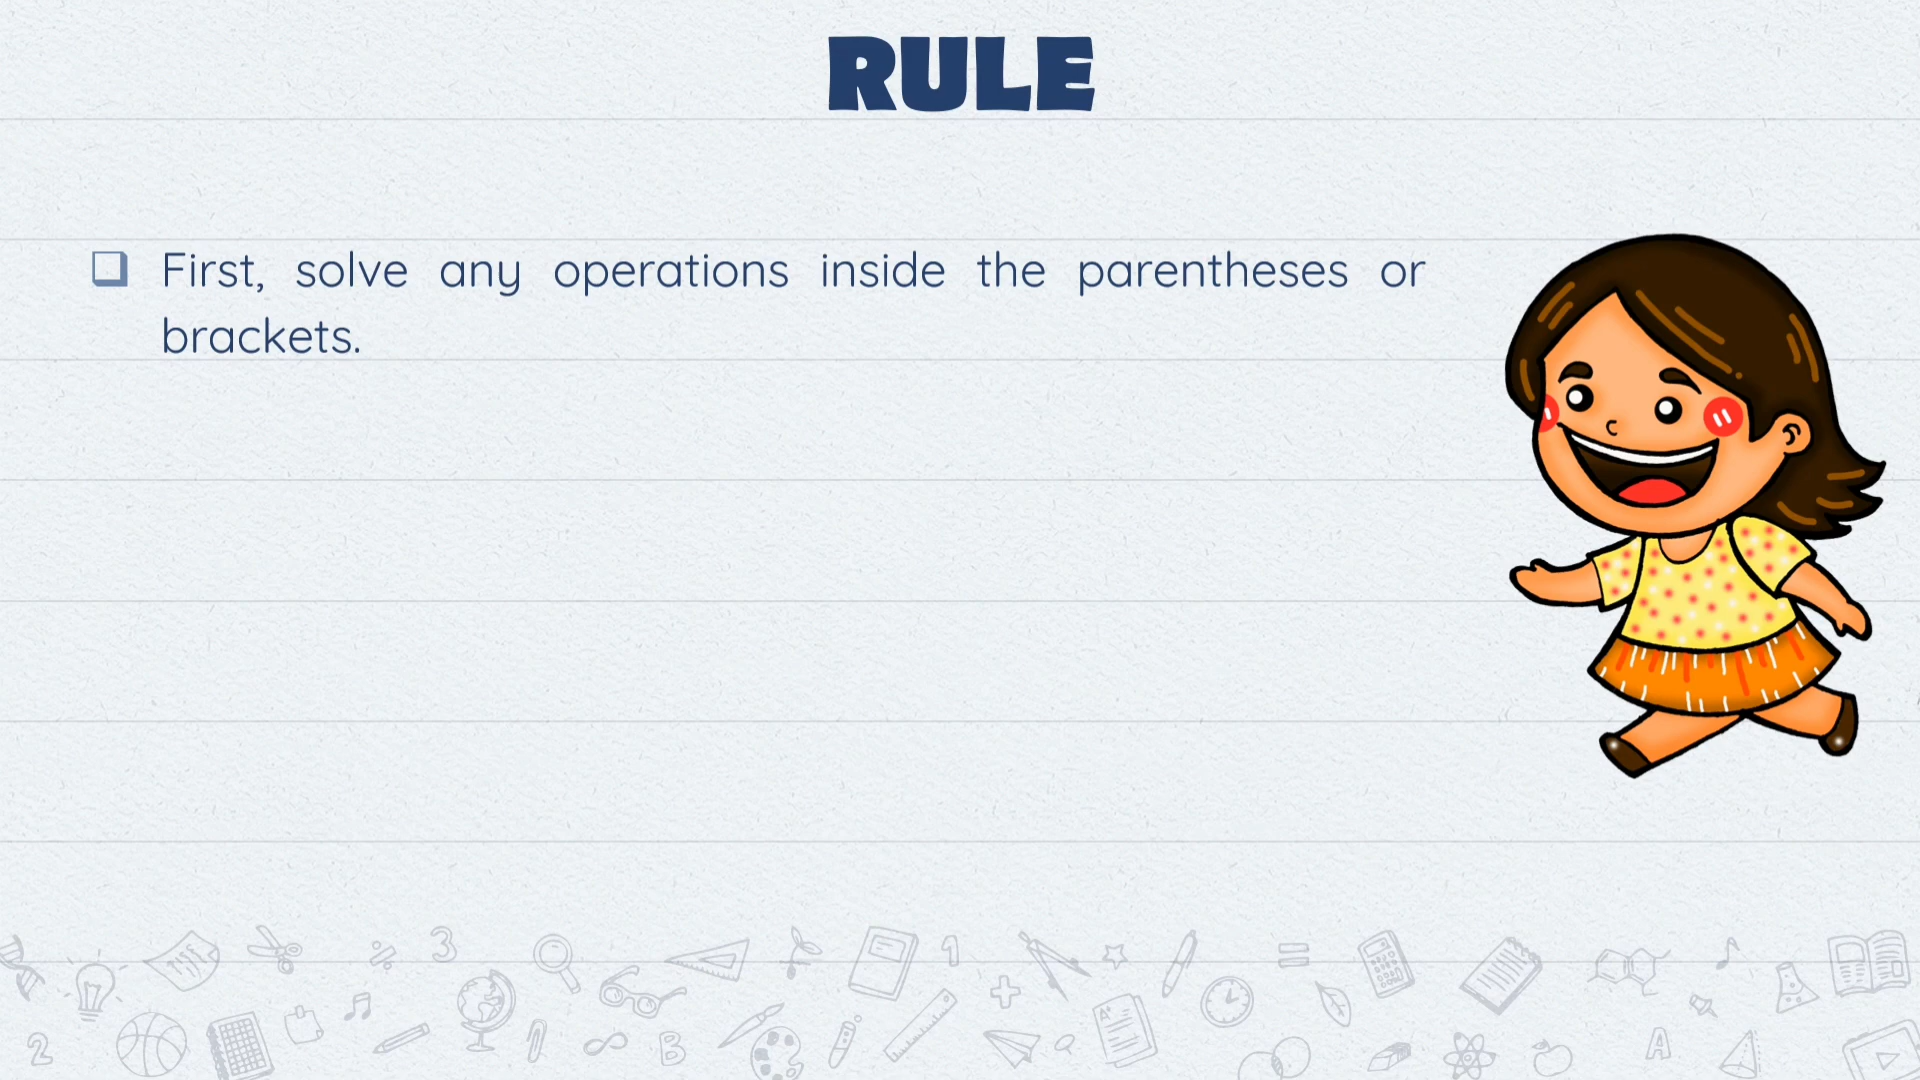 RULE
First, solve any operations inside the parentheses or
brackets.